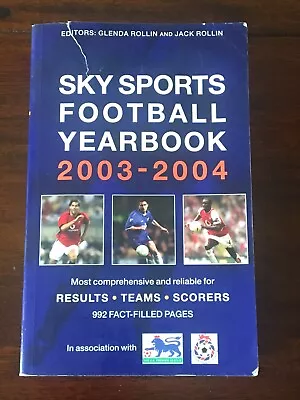 EDITORS: GLENDA ROLLIN AND JACK ROLLIN
SKY SPORTS
FOOTBALL
YEARBOOK
2003-2004
Most comprehensive and reliable for
RESULTS • TEAMS • SCORERS
992 FACT-FILLED PAGES
In association with